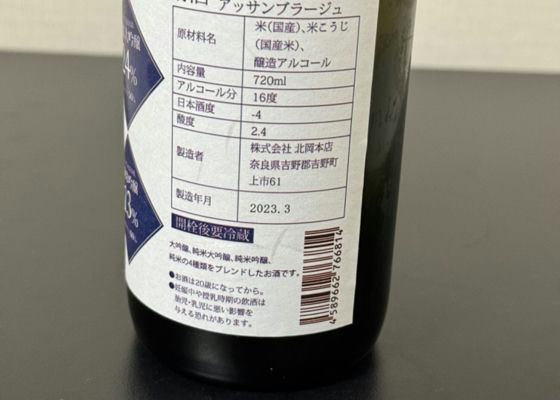 アッサンブラージュ
原材料名 米(国産)、米こうじ
(国産米)、
醸造アルコール
内容量 720ml
アルコール分 16度
日本酒度 -4
酸度 2.4
製造者 株式会社 北岡本店
奈良県吉野郡吉野町
上市61
製造年月 2023. 3
開栓後要冷蔵
大吟醸、純米大吟醸、純米吟醸、
純米の4種類をブレンドしたお酒です。
●お酒は20歳になってから。
●妊娠中や授乳時期の飲酒は
胎児・乳児に悪い影響を
与える恐れがあります。
4589662766814